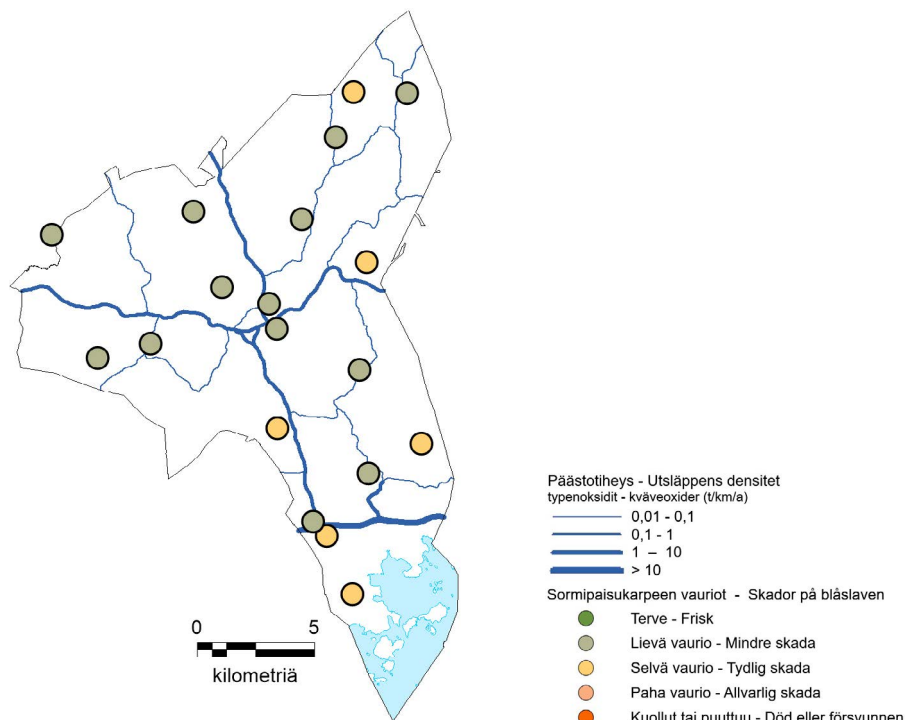 Päästotiheys - Utsläppens densitet
typenoksidit - kväveoxider (t/km/a)
0,01 - 0,1
0,1 - 1
1 – 10
> 10
Sormipaisukarpeen vauriot - Skador på blåslaven
Terve - Frisk
Lievä vaurio - Mindre skada
Selvä vaurio - Tydlig skada
Paha vaurio - Allvarlig skada
Kuollut tai puuttuu - Död eller försvunnen
0 5
kilometriä